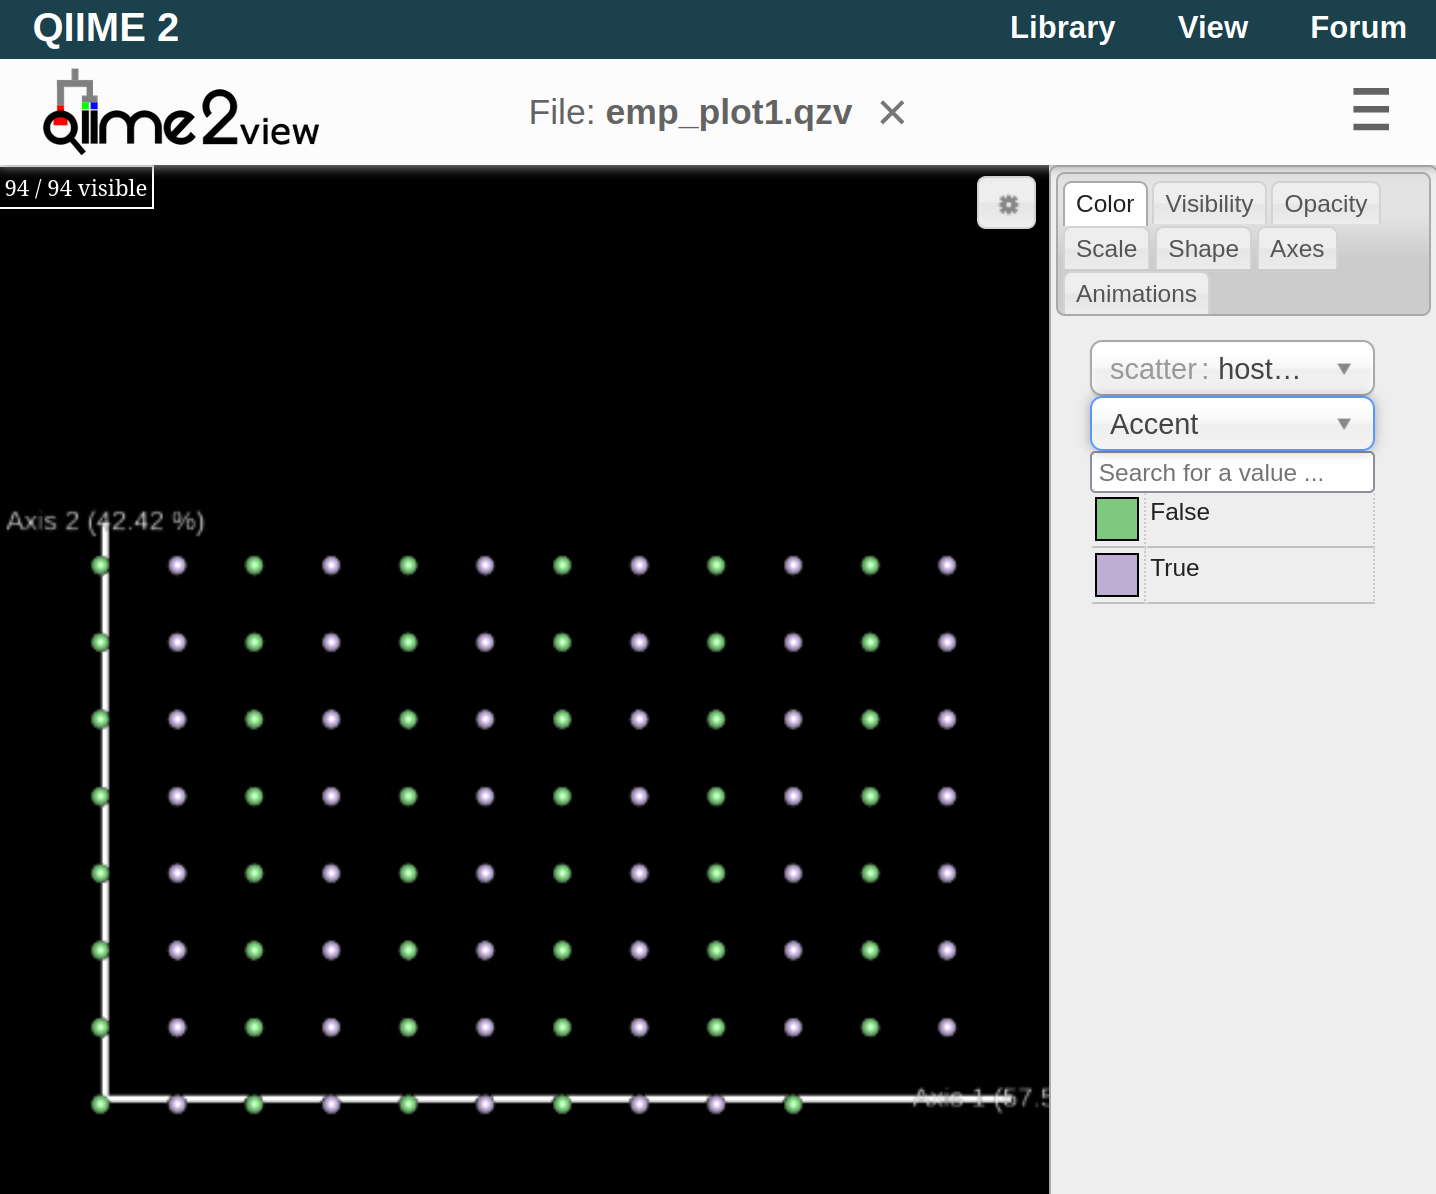 QIIME 2 Library View Forum
qiime2view File: emp_plot1.qzv ✕ ☰
94 / 94 visible
Color Visibility Opacity
Scale Shape Axes
Animations
scatter: host…
Accent
Search for a value ...
False
True
Axis 2 (42.42 %)
Axis 1 (57.5